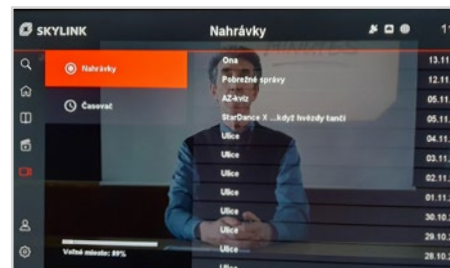 SKYLINK
Nahrávky
11
Nahrávky
Časovač
Ona 13.11.
Pobrežné správy 12.11.
AZ-kvíz 05.11.
StarDance X ...když hvězdy tančí 05.11.
Ulice 04.11.
Ulice 03.11.
Ulice 02.11.
Ulice 01.11.
Ulice 30.10.
Ulice 29.10.
Ulice 28.10.
Ulice
Voľné miesto: 89%